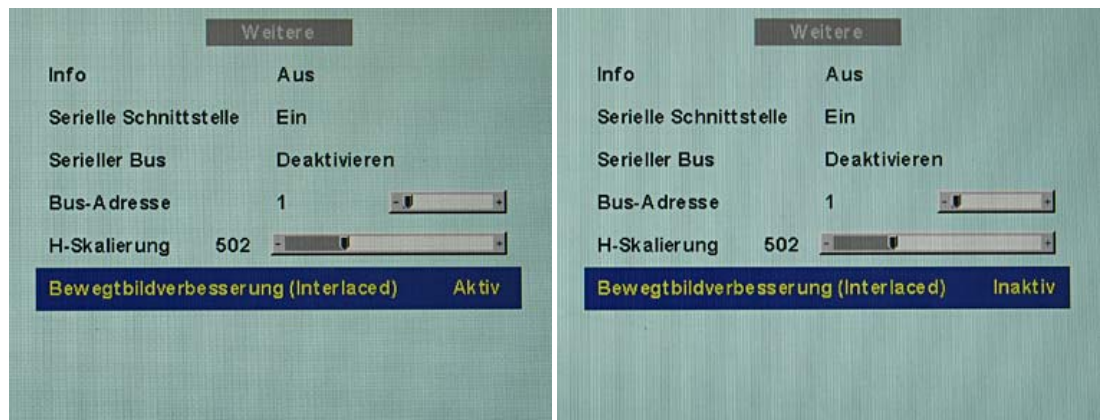 Weitere
Info Aus
Serielle Schnittstelle Ein
Serieller Bus Deaktivieren
Bus-Adresse 1
H-Skalierung 502
Bewegtbildverbesserung (Interlaced) Aktiv
Weitere
Info Aus
Serielle Schnittstelle Ein
Serieller Bus Deaktivieren
Bus-Adresse 1
H-Skalierung 502
Bewegtbildverbesserung (Interlaced) Inaktiv